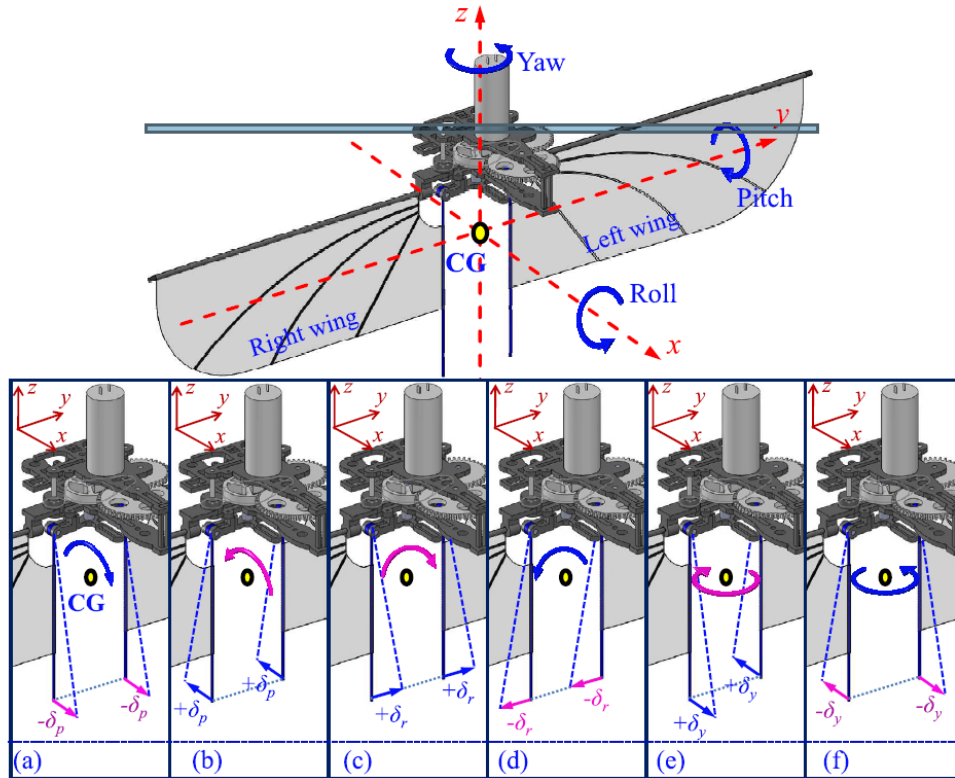 z
Yaw
y
Pitch
Left wing
CG
Roll
Right wing
x
z
y
x
CG
-δp
-δp
(a)
z
y
x
+δp
+δp
(b)
z
y
x
+δr
+δr
(c)
z
y
x
-δr
-δr
(d)
z
y
x
+δy
+δy
(e)
z
y
x
-δy
-δy
(f)